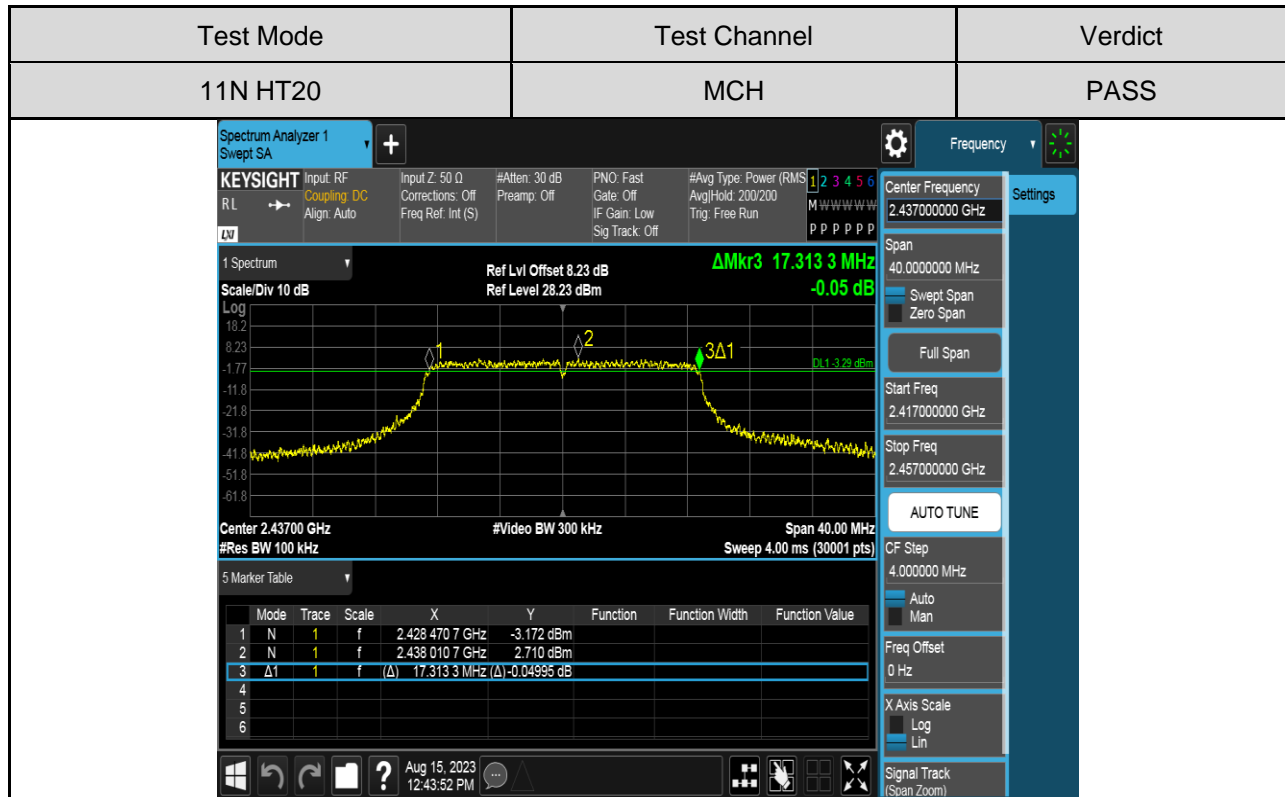 Test Mode Test Channel Verdict
11N HT20 MCH PASS
Spectrum Analyzer 1
Swept SA
+
Frequency
KEYSIGHT
RL
LXI
Input: RF
Coupling: DC
Align: Auto
Input Z: 50 Ω
Corrections: Off
Freq Ref: Int (S)
#Atten: 30 dB
Preamp: Off
PNO: Fast
Gate: Off
IF Gain: Low
Sig Track: Off
#Avg Type: Power (RMS
Avg|Hold: 200/200
Trig: Free Run
1 2 3 4 5 6
M W W W W W
P P P P P P
1 Spectrum
Scale/Div 10 dB
Ref Lvl Offset 8.23 dB
Ref Level 28.23 dBm
ΔMkr3 17.313 3 MHz
-0.05 dB
Log
18.2
8.23
-1.77
-11.8
-21.8
-31.8
-41.8
-51.8
-61.8
1
2
3Δ1
DL1 -3.29 dBm
Center 2.43700 GHz #Video BW 300 kHz Span 40.00 MHz
#Res BW 100 kHz Sweep 4.00 ms (30001 pts)
5 Marker Table
Mode Trace Scale X Y Function Function Width Function Value
1 N 1 f 2.428 470 7 GHz -3.172 dBm
2 N 1 f 2.438 010 7 GHz 2.710 dBm
3 Δ1 1 f (Δ) 17.313 3 MHz (Δ) -0.04995 dB
4
5
6
?
Aug 15, 2023
12:43:52 PM
Center Frequency
2.437000000 GHz
Settings
Span
40.0000000 MHz
Swept Span
Zero Span
Full Span
Start Freq
2.417000000 GHz
Stop Freq
2.457000000 GHz
AUTO TUNE
CF Step
4.000000 MHz
Auto
Man
Freq Offset
0 Hz
X Axis Scale
Log
Lin
Signal Track
(Span Zoom)